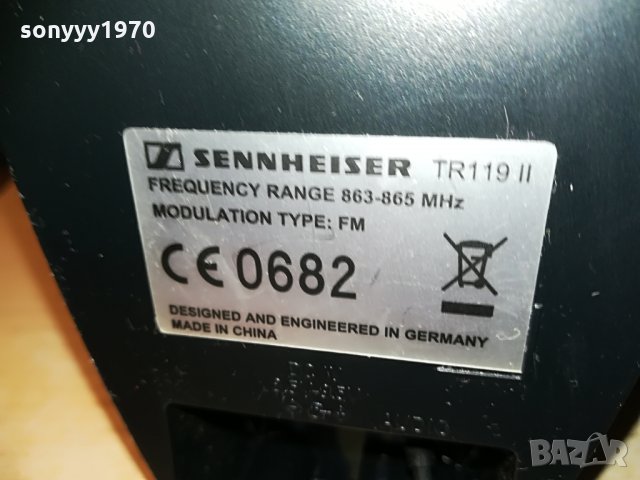 sonyyy1970
SENNHEISER TR119 II
FREQUENCY RANGE 863-865 MHz
MODULATION TYPE: FM
CE 0682
DESIGNED AND ENGINEERED IN GERMANY
MADE IN CHINA
AUDIO
BAZAR